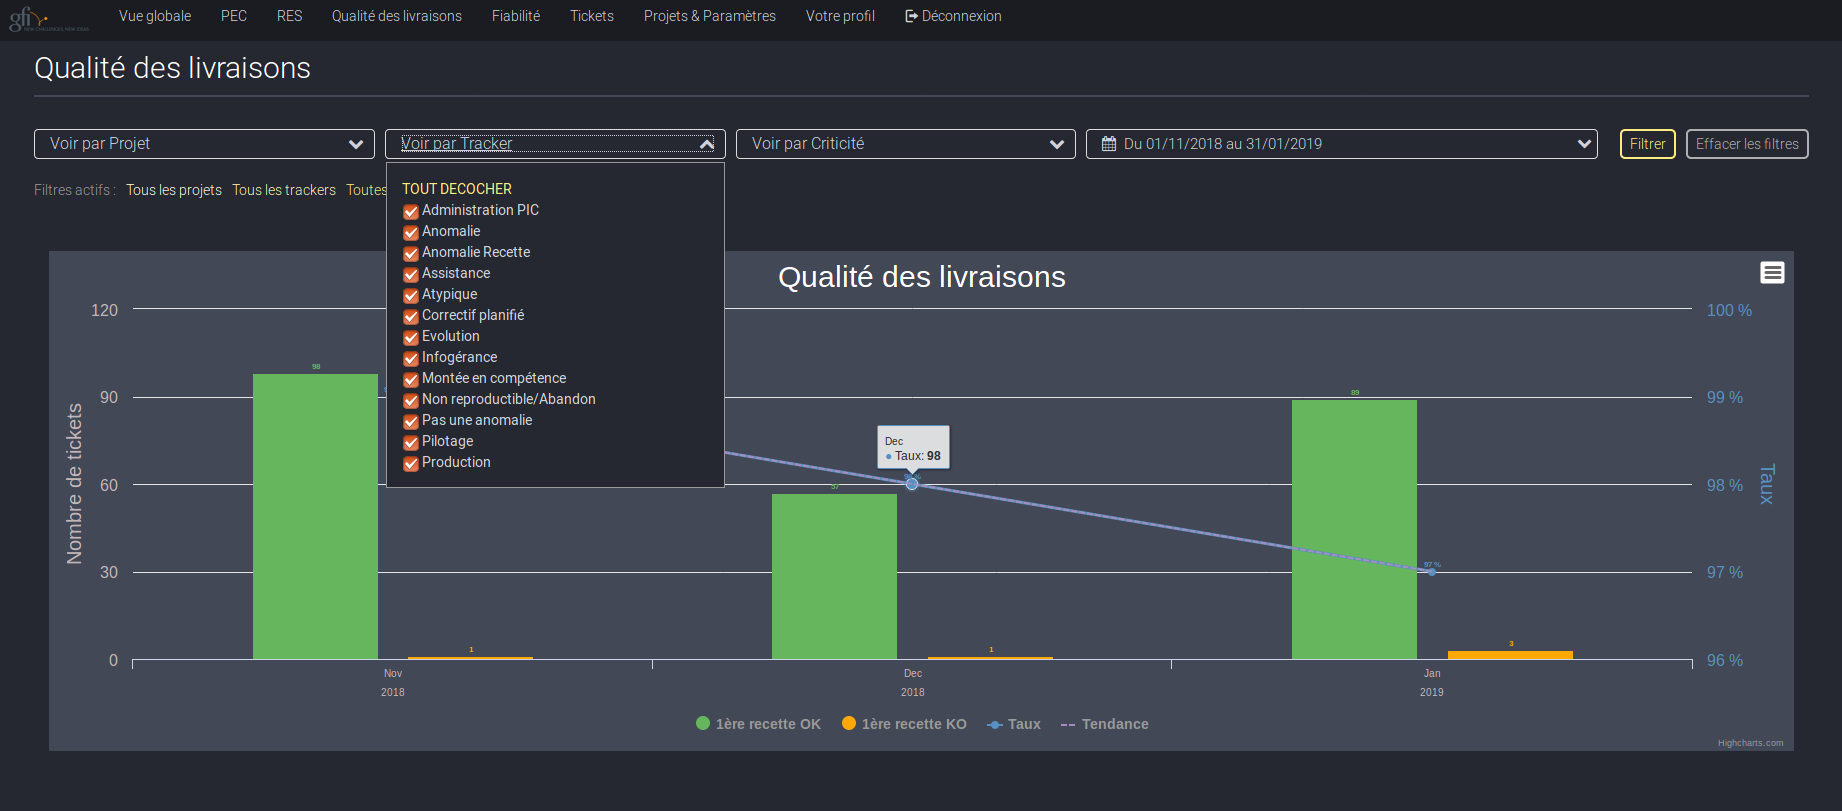 gfi NEW CHALLENGES, NEW IDEAS
Vue globale PEC RES Qualité des livraisons Fiabilité Tickets Projets & Paramètres Votre profil Déconnexion
Qualité des livraisons
Voir par Projet Voir par Tracker Voir par Criticité Du 01/11/2018 au 31/01/2019 Filtrer Effacer les filtres
Filtres actifs : Tous les projets Tous les trackers Toutes
TOUT DECOCHER
Administration PIC
Anomalie
Anomalie Recette
Assistance
Atypique
Correctif planifié
Evolution
Infogérance
Montée en compétence
Non reproductible/Abandon
Pas une anomalie
Pilotage
Production
Qualité des livraisons
Nombre de tickets
120
90
60
30
0
100 %
99 %
98 %
97 %
96 %
Taux
98
1
57
1
89
3
Dec
Taux: 98
97 %
Nov
2018
Dec
2018
Jan
2019
1ère recette OK 1ère recette KO Taux Tendance
Highcharts.com